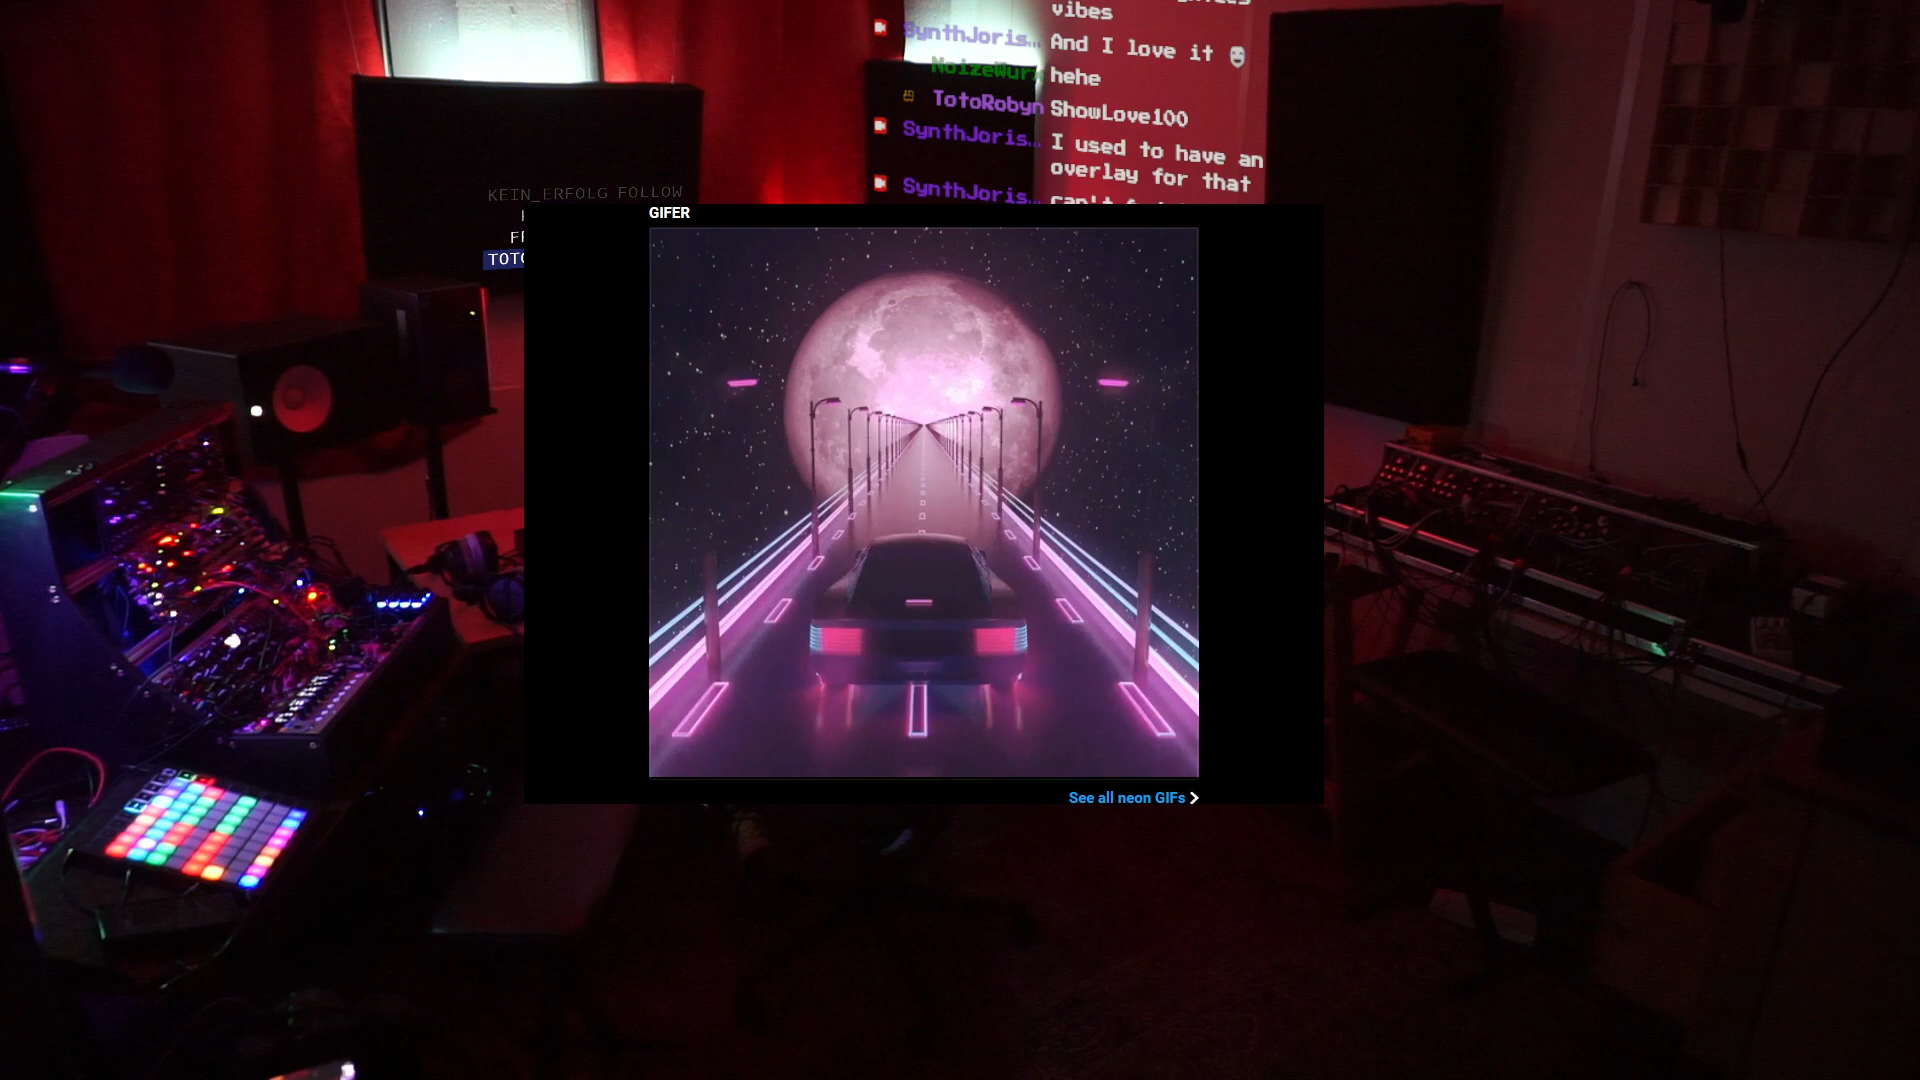 vibes
SynthJoris...
And I love it
NoizeWurx
hehe
TotoRobyn
ShowLove100
SynthJoris...
I used to have an
overlay for that
SynthJoris...
KEIN_ERFOLG FOLLOW
GIFER
See all neon GIFs